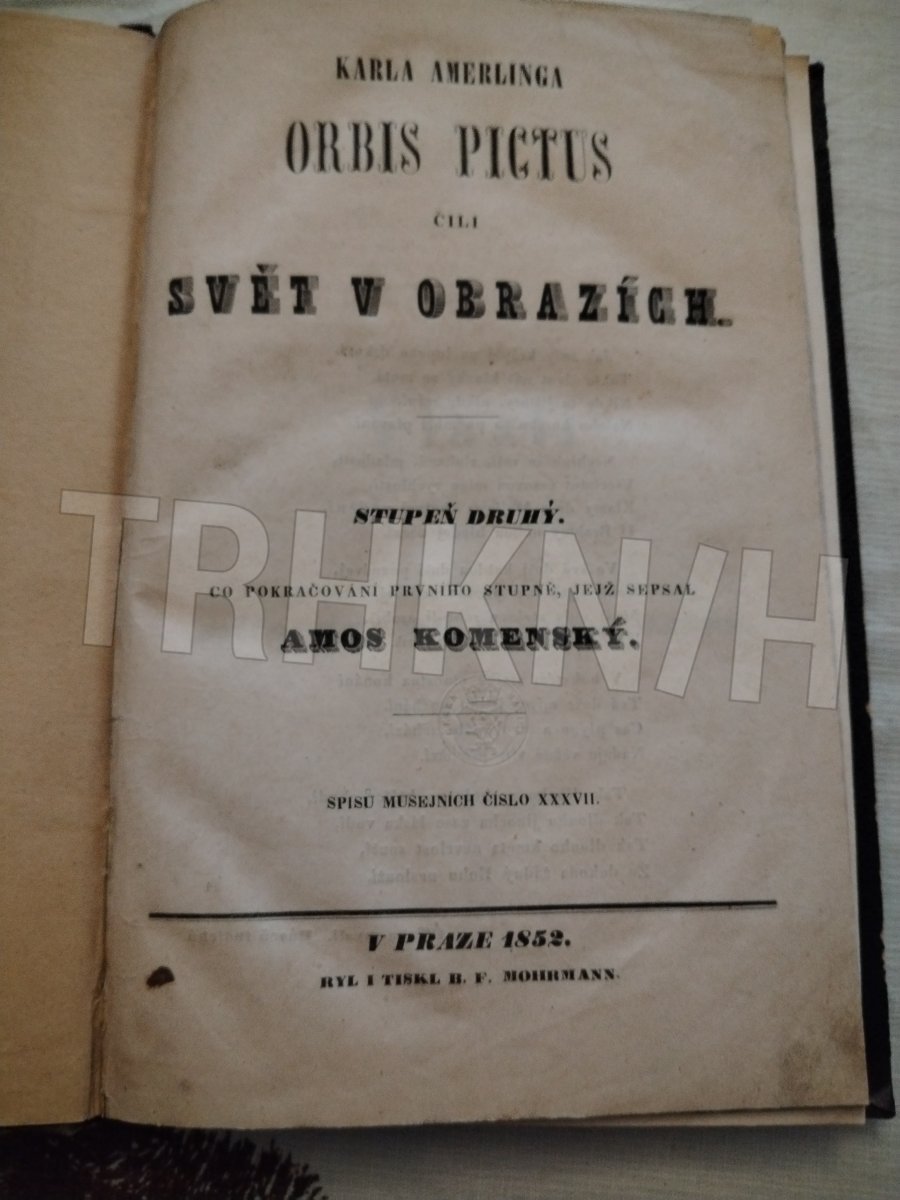 KARLA AMERLINGA
ORBIS PICTUS
ČILI
SVĚT V OBRAZÍCH.
STUPEŇ DRUHÝ.
CO POKRAČOVÁNÍ PRVNÍHO STUPNĚ, JEJŽ SEPSAL
AMOS KOMENSKÝ.
SPISŮ MUSEJNÍCH ČÍSLO XXXVII.
V PRAZE 1852.
RYL I TISKL B. F. MOHRMANN.
TRHKN/H